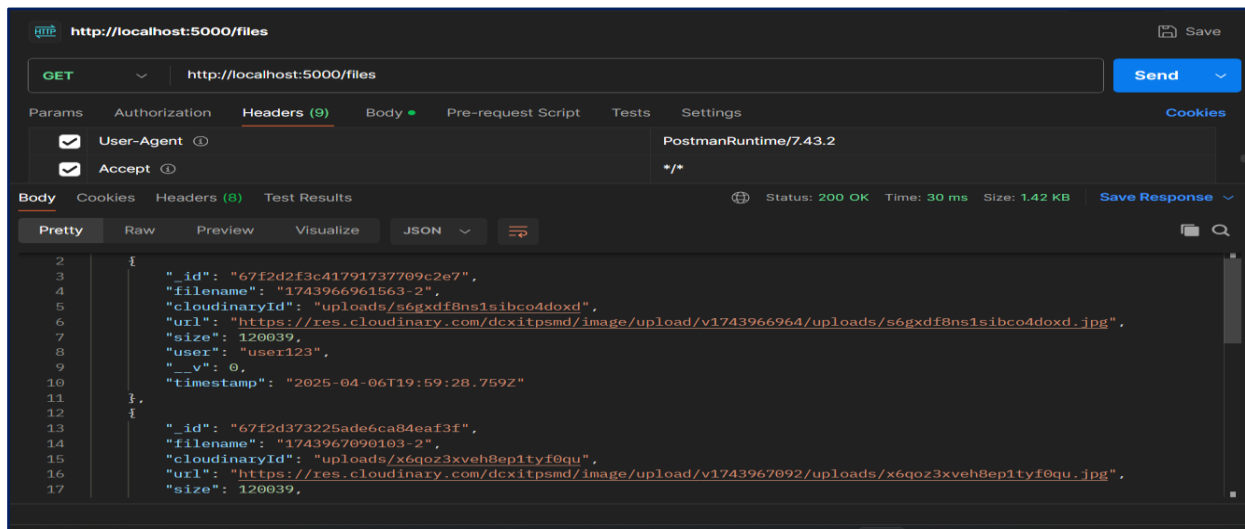 HTTP http://localhost:5000/files Save
GET http://localhost:5000/files Send
Params Authorization Headers (9) Body Pre-request Script Tests Settings Cookies
User-Agent PostmanRuntime/7.43.2
Accept */*
Body Cookies Headers (8) Test Results Status: 200 OK Time: 30 ms Size: 1.42 KB Save Response
Pretty Raw Preview Visualize JSON
2 {
3 "_id": "67f2d2f3c41791737709c2e7",
4 "filename": "1743966961563-2",
5 "cloudinaryId": "uploads/s6gxdf8ns1sibco4doxd",
6 "url": "https://res.cloudinary.com/dcxitpsmd/image/upload/v1743966964/uploads/s6gxdf8ns1sibco4doxd.jpg",
7 "size": 120039,
8 "user": "user123",
9 "__v": 0,
10 "timestamp": "2025-04-06T19:59:28.759Z"
11 },
12 {
13 "_id": "67f2d373225ade6ca84eaf3f",
14 "filename": "1743967090103-2",
15 "cloudinaryId": "uploads/x6qoz3xveh8ep1tyf0qu",
16 "url": "https://res.cloudinary.com/dcxitpsmd/image/upload/v1743967092/uploads/x6qoz3xveh8ep1tyf0qu.jpg",
17 "size": 120039,